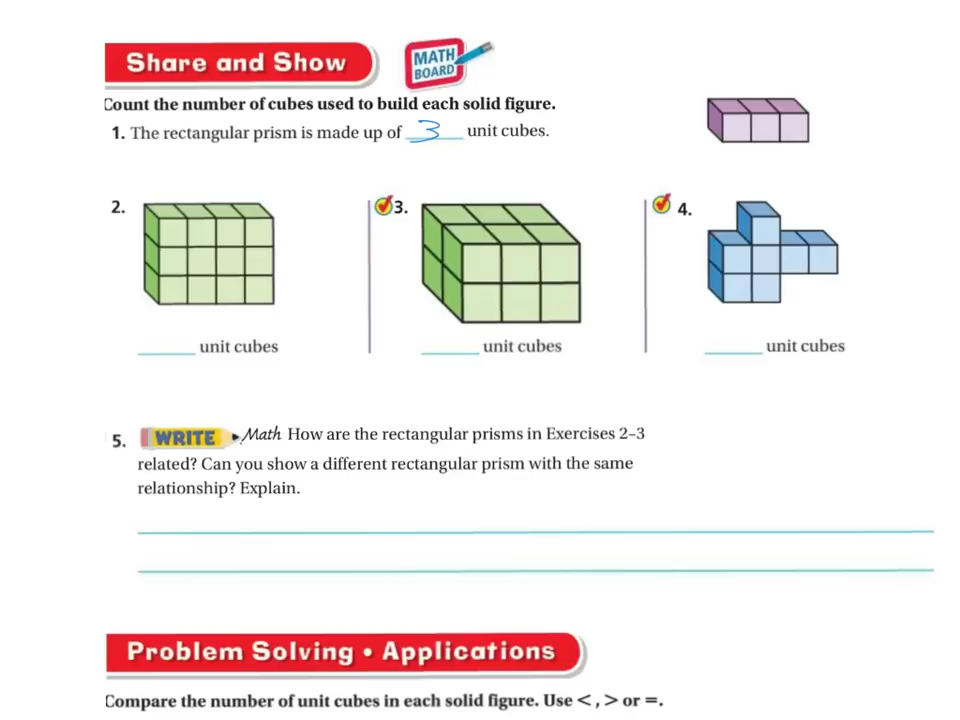 Share and Show
MATH BOARD
Count the number of cubes used to build each solid figure.
1. The rectangular prism is made up of 3 unit cubes.
2.
3.
4.
____ unit cubes
____ unit cubes
____ unit cubes
5. WRITE Math How are the rectangular prisms in Exercises 2–3
related? Can you show a different rectangular prism with the same
relationship? Explain.
Problem Solving • Applications
Compare the number of unit cubes in each solid figure. Use <, > or =.